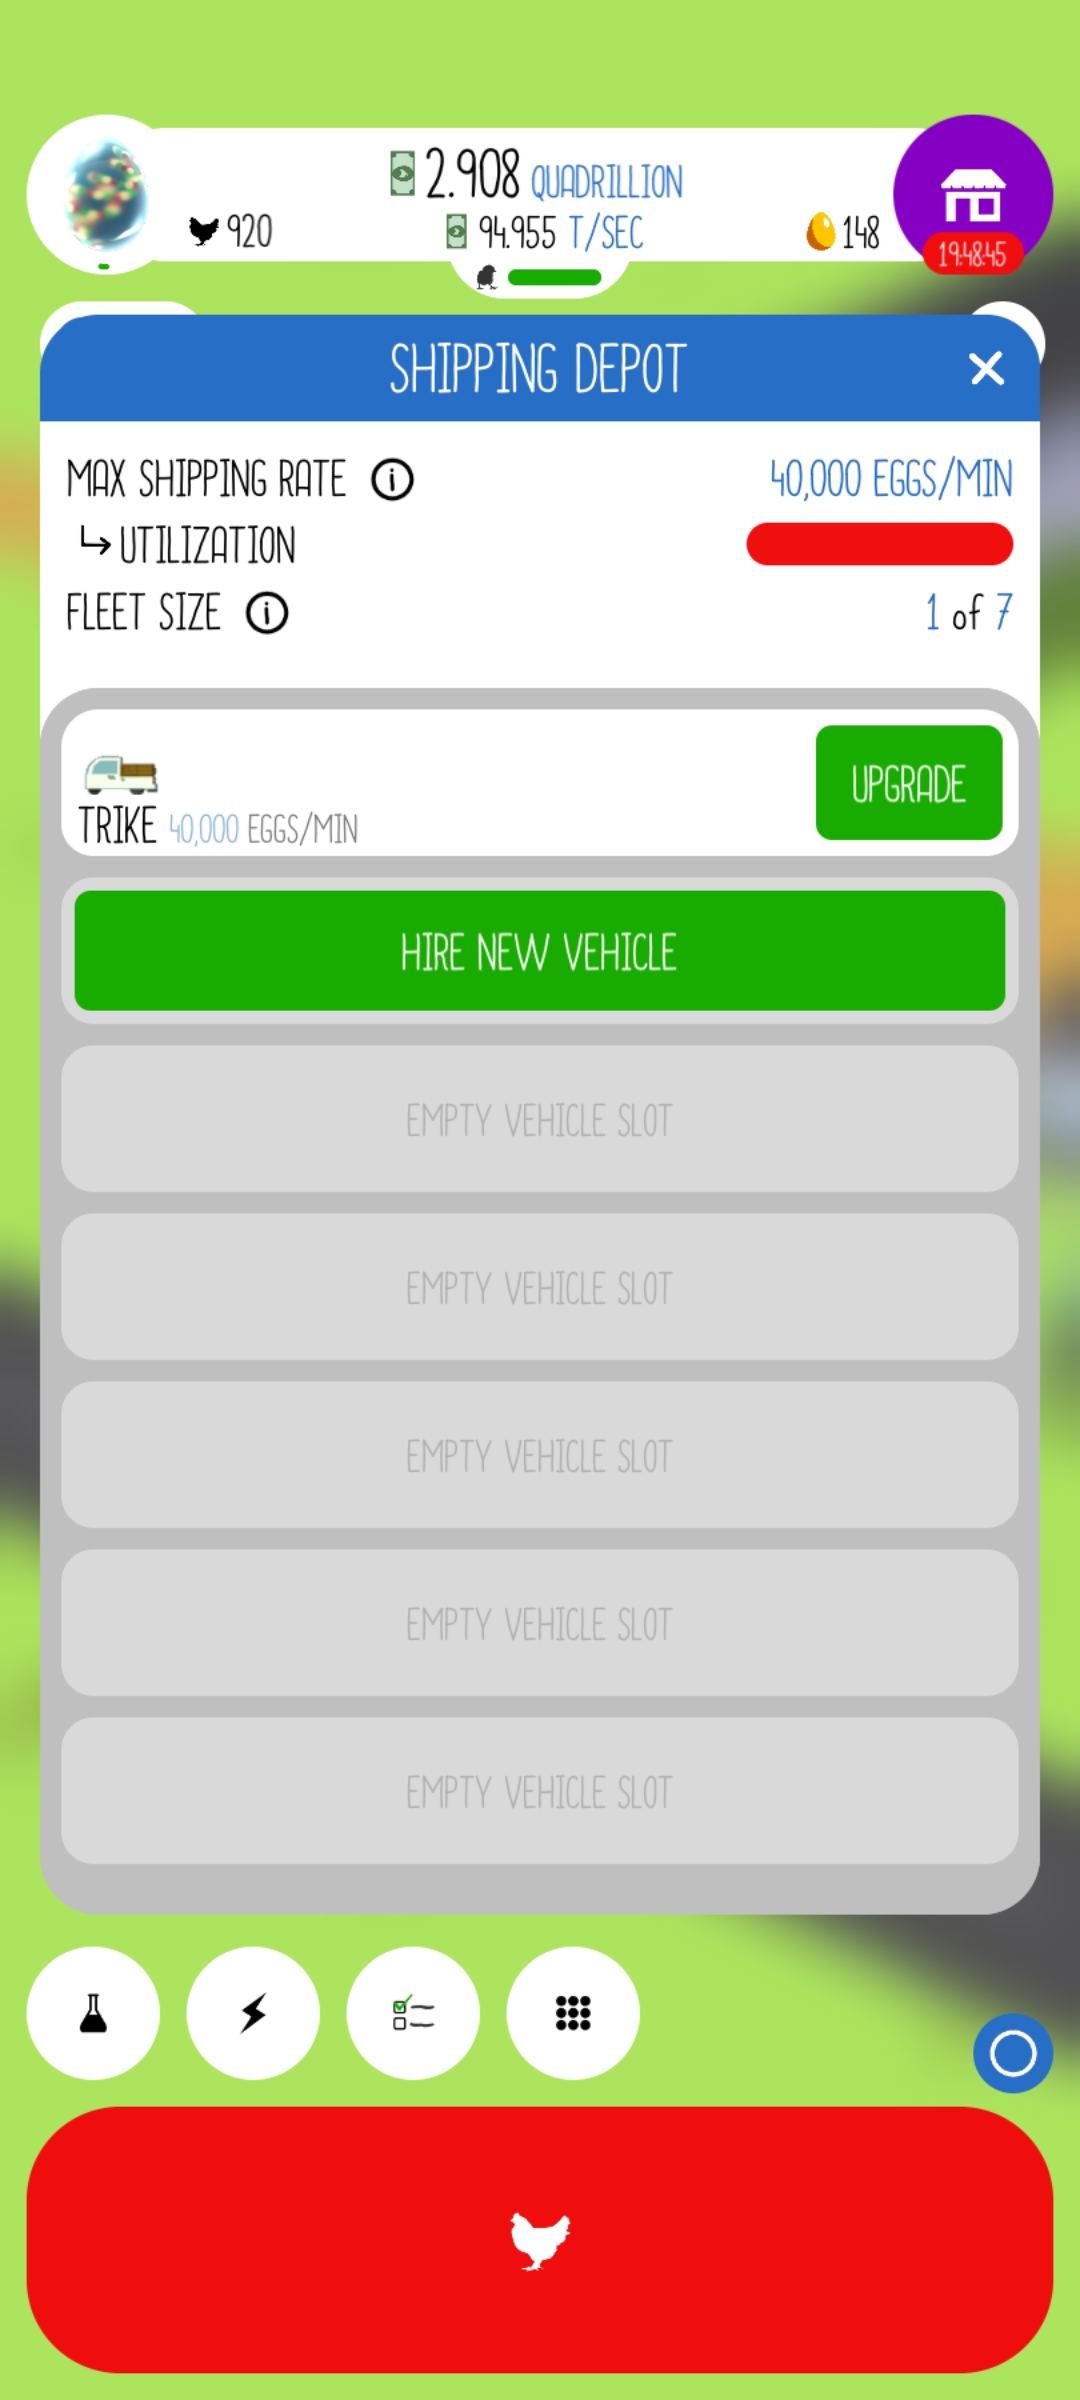 2.908 QUADRILLION
920
94.955 T/SEC
148
19:48:45
SHIPPING DEPOT
MAX SHIPPING RATE
40,000 EGGS/MIN
UTILIZATION
FLEET SIZE
1 of 7
UPGRADE
TRIKE 40,000 EGGS/MIN
HIRE NEW VEHICLE
EMPTY VEHICLE SLOT
EMPTY VEHICLE SLOT
EMPTY VEHICLE SLOT
EMPTY VEHICLE SLOT
EMPTY VEHICLE SLOT